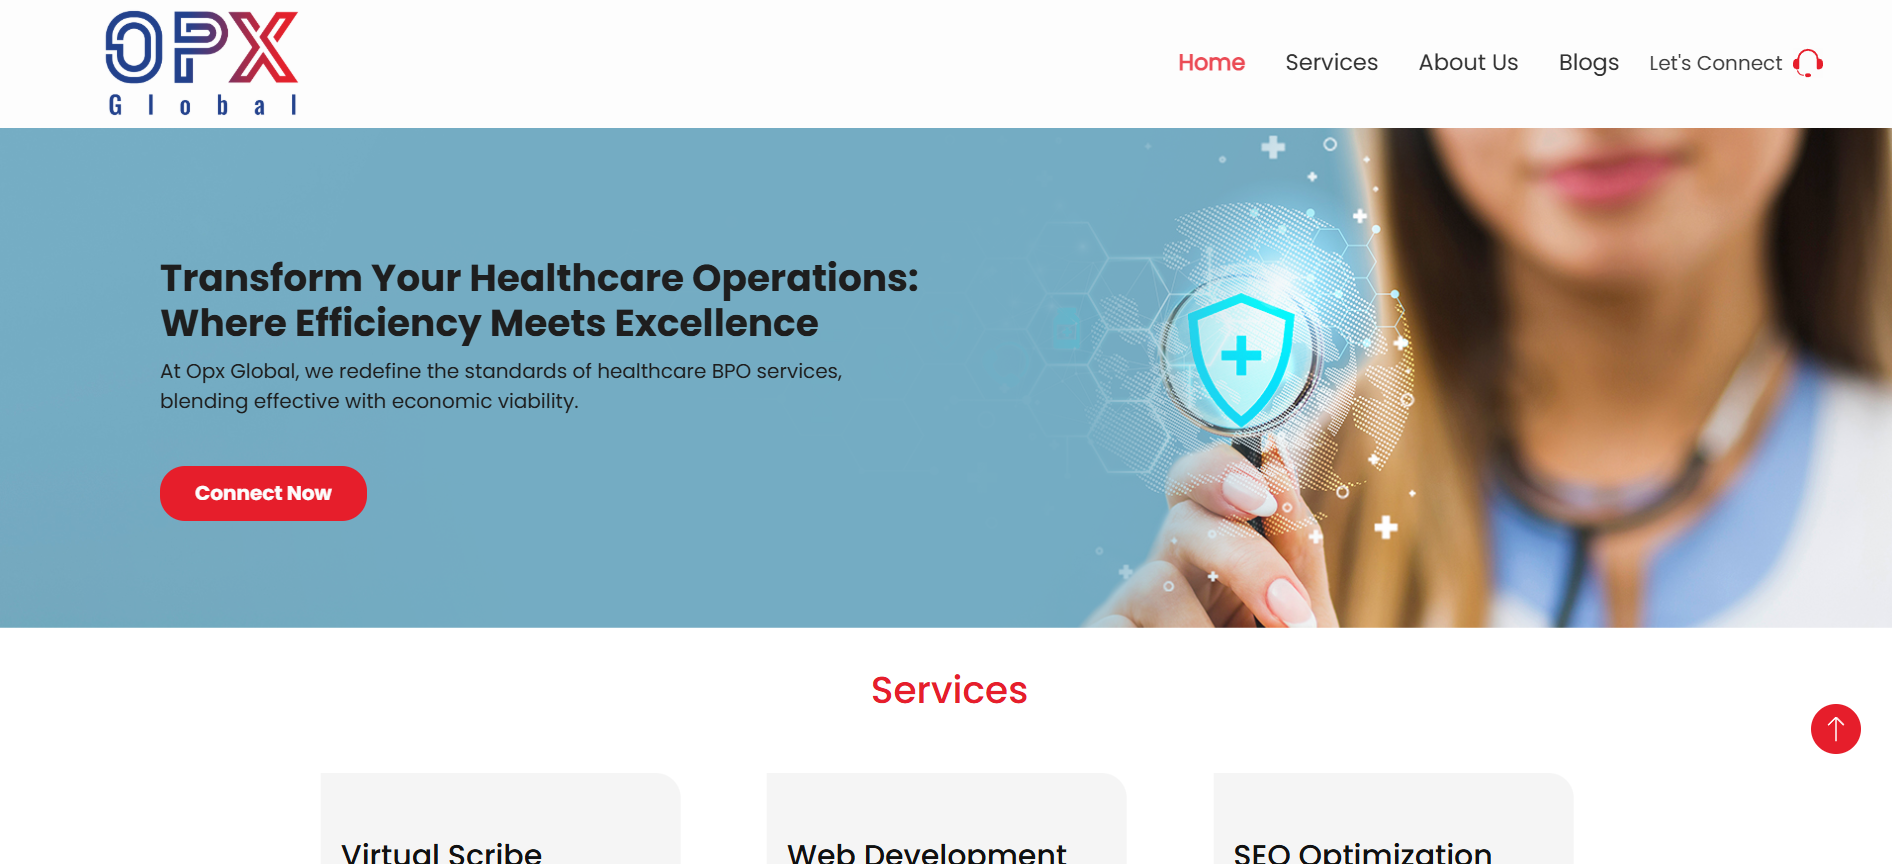 OPX
Global
Home Services About Us Blogs Let's Connect
Transform Your Healthcare Operations:
Where Efficiency Meets Excellence
At Opx Global, we redefine the standards of healthcare BPO services,
blending effective with economic viability.
Connect Now
Services
Virtual Scribe Web Development SEO Optimization